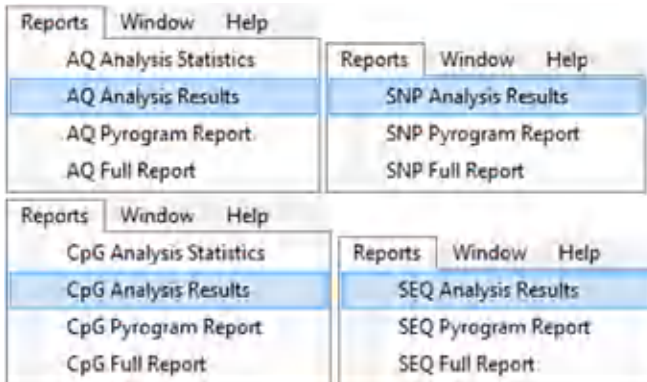 Reports Window Help
AQ Analysis Statistics
AQ Analysis Results
AQ Pyrogram Report
AQ Full Report
Reports Window Help
SNP Analysis Results
SNP Pyrogram Report
SNP Full Report
Reports Window Help
CpG Analysis Statistics
CpG Analysis Results
CpG Pyrogram Report
CpG Full Report
Reports Window Help
SEQ Analysis Results
SEQ Pyrogram Report
SEQ Full Report